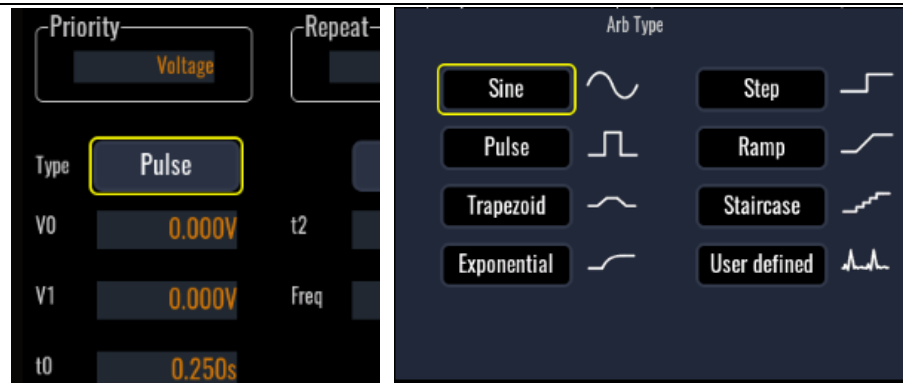 Priority
Repeat
Voltage
Type
Pulse
V0
0.000V
t2
V1
0.000V
Freq
t0
0.250s
Arb Type
Sine
Step
Pulse
Ramp
Trapezoid
Staircase
Exponential
User defined